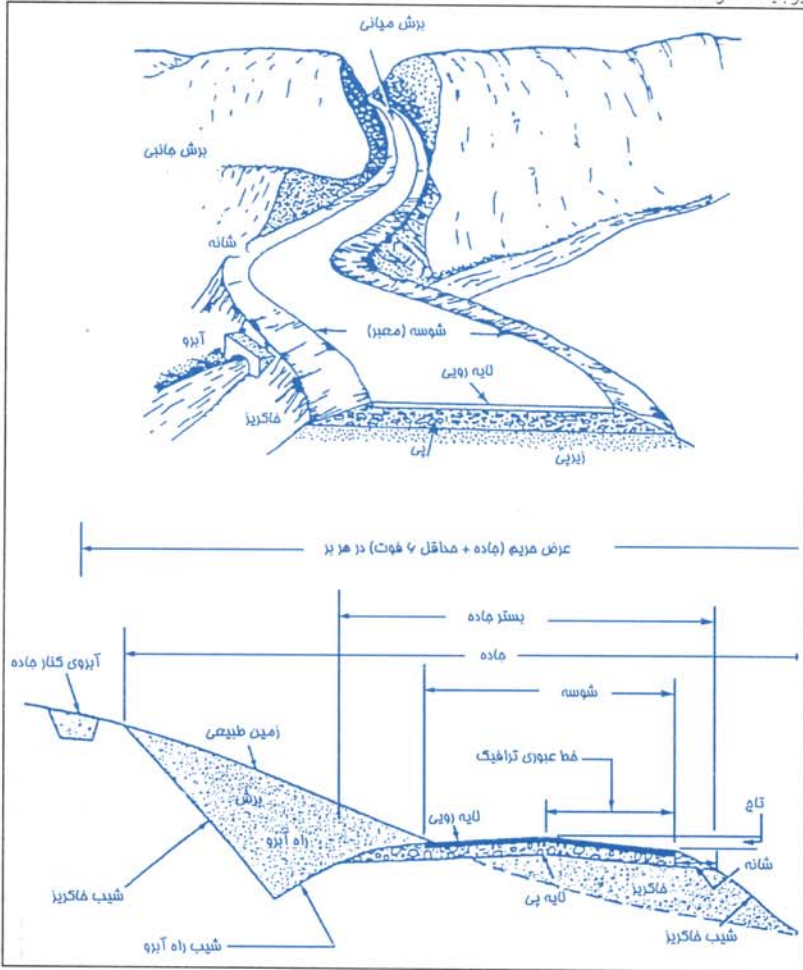 برش میانی
برش جانبی
شانه
آبرو
شوسه (معبر)
لایه رویی
خاکریز
پی
زیرپی
عرض حریم (جاده + حداقل ۶ فوت) در هر بر
بستر جاده
جاده
آبروی کنار جاده
شوسه
زمین طبیعی
خط عبوری ترافیک
تاج
برش
لایه رویی
راه آبرو
شانه
خاکریز
لایه پی
شیب خاکریز
شیب خاکریز
شیب راه آبرو